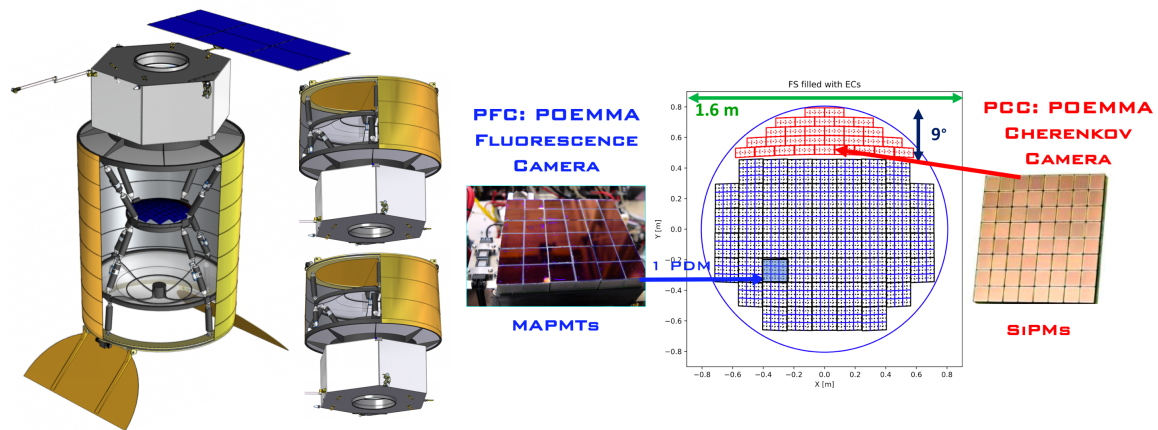 PFC: POEMMA
FLUORESCENCE
CAMERA
1 PDM
MAPMTs
FS filled with ECs
1.6 m
9°
0.8
0.6
0.4
0.2
0.0
−0.2
−0.4
−0.6
−0.8
Y [m]
−0.8 −0.6 −0.4 −0.2 0.0 0.2 0.4 0.6 0.8
X [m]
PCC: POEMMA
CHERENKOV
CAMERA
SiPMs